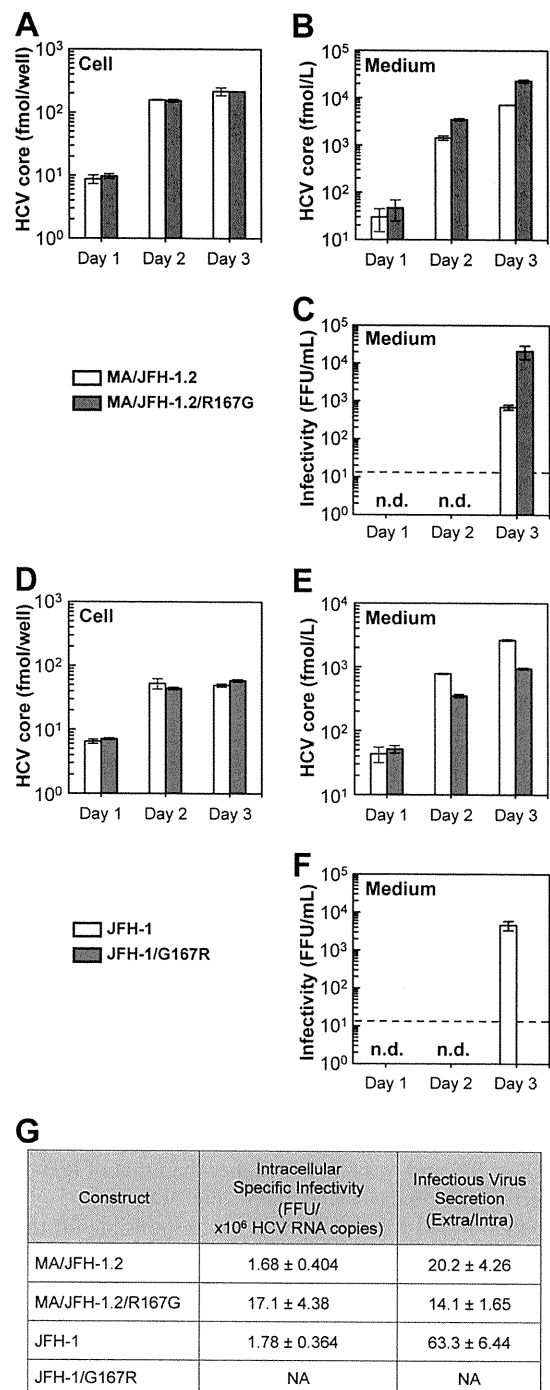 A
Cell
HCV core (fmol/well)
10³
10²
10¹
10⁰
Day 1 Day 2 Day 3
B
Medium
HCV core (fmol/L)
10⁵
10⁴
10³
10²
10¹
Day 1 Day 2 Day 3
MA/JFH-1.2
MA/JFH-1.2/R167G
C
Medium
Infectivity (FFU/mL)
10⁵
10⁴
10³
10²
10¹
10⁰
n.d. n.d.
Day 1 Day 2 Day 3
D
Cell
HCV core (fmol/well)
10³
10²
10¹
10⁰
Day 1 Day 2 Day 3
E
Medium
HCV core (fmol/L)
10⁴
10³
10²
10¹
Day 1 Day 2 Day 3
JFH-1
JFH-1/G167R
F
Medium
Infectivity (FFU/mL)
10⁵
10⁴
10³
10²
10¹
10⁰
n.d. n.d.
Day 1 Day 2 Day 3
G
Construct
Intracellular
Specific Infectivity
(FFU/
x10⁶ HCV RNA copies)
Infectious Virus
Secretion
(Extra/Intra)
MA/JFH-1.2 1.68 ± 0.404 20.2 ± 4.26
MA/JFH-1.2/R167G 17.1 ± 4.38 14.1 ± 1.65
JFH-1 1.78 ± 0.364 63.3 ± 6.44
JFH-1/G167R NA NA